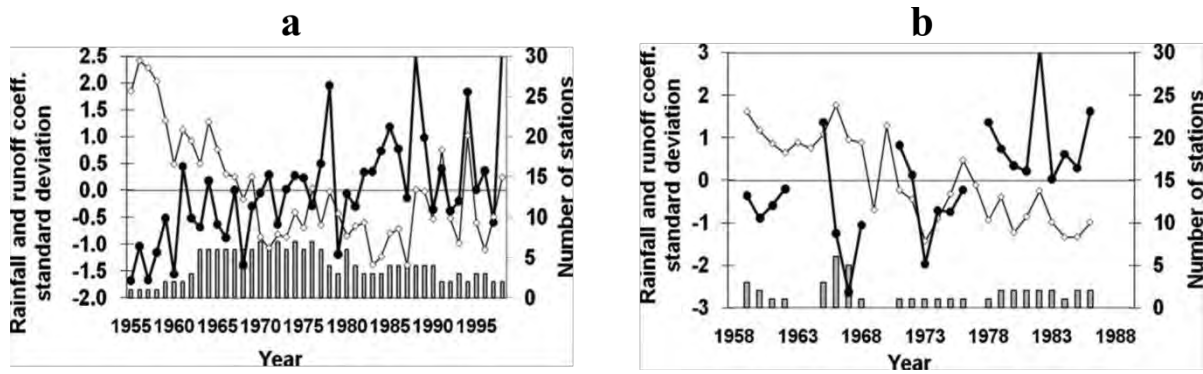 a
2.5
2.0
1.5
1.0
0.5
0.0
-0.5
-1.0
-1.5
-2.0
Rainfall and runoff coeff.
standard deviation
30
25
20
15
10
5
0
Number of stations
1955 1960 1965 1970 1975 1980 1985 1990 1995
Year
b
3
2
1
0
-1
-2
-3
Rainfall and runoff coeff.
standard deviation
30
25
20
15
10
5
0
Number of stations
1958 1963 1968 1973 1978 1983 1988
Year